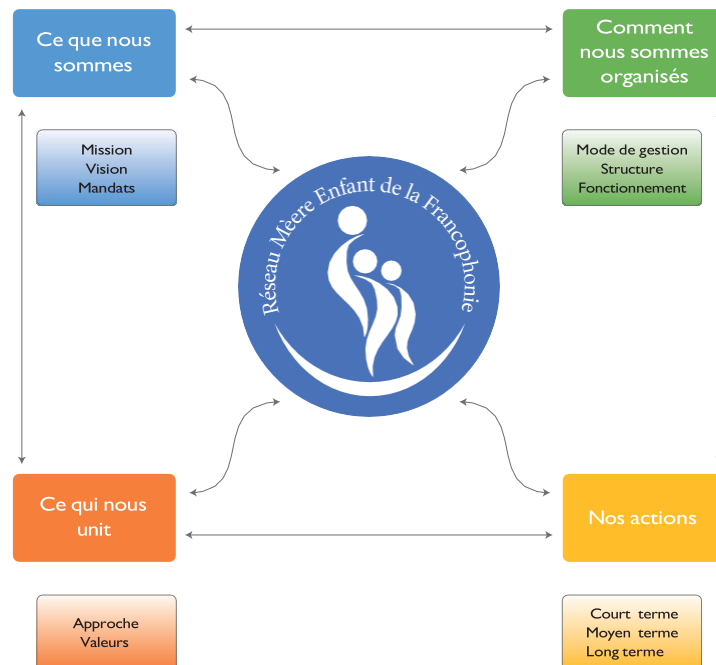 Ce que nous
sommes
Comment
nous sommes
organisés
Mission
Vision
Mandats
Mode de gestion
Structure
Fonctionnement
Réseau Mèere Enfant de la Francophonie
Ce qui nous
unit
Nos actions
Approche
Valeurs
Court terme
Moyen terme
Long terme